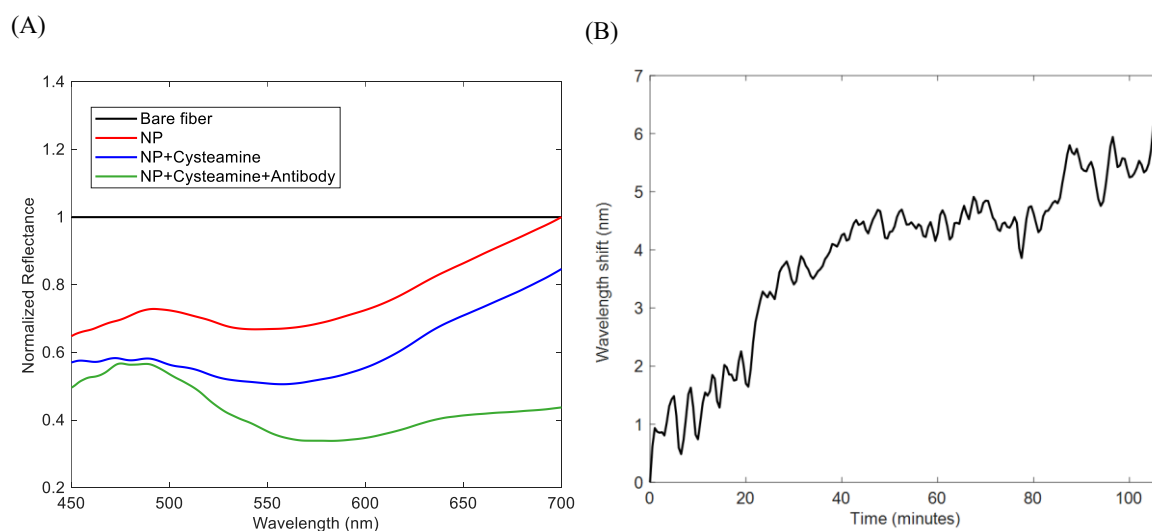 (A)
(B)
1.4
1.2
1
0.8
0.6
0.4
0.2
Normalized Reflectance
Bare fiber
NP
NP+Cysteamine
NP+Cysteamine+Antibody
450
500
550
600
650
700
Wavelength (nm)
7
6
5
4
3
2
1
0
Wavelength shift (nm)
0
20
40
60
80
100
Time (minutes)